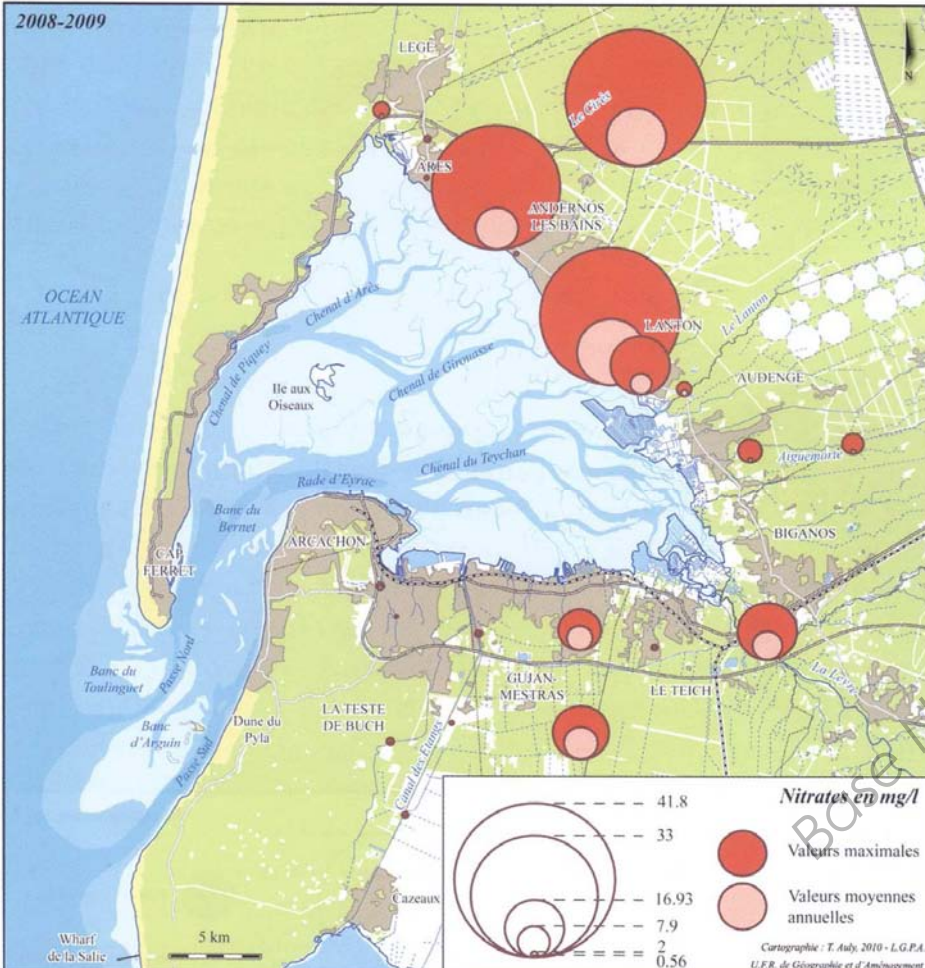 2008-2009
LEGE
Le Cirès
N
ARES
ANDERNOS
LES BAINS
OCEAN
ATLANTIQUE
Chenal d'Arès
LANTON
Le Lanton
Chenal de Piquey
Chenal de Girouasse
AUDENGE
Ile aux
Oiseaux
Chenal du Teychan
Aiguemorte
Rade d'Eyrac
Banc du
Bernet
ARCACHON
BIGANOS
CAP
FERRET
Passe Nord
Banc du
Toulinguet
GUJAN-
MESTRAS
LE TEICH
La Leyre
LA TESTE
DE BUCH
Dune du
Pyla
Banc
d'Arguin
Passe Sud
Canal des Etangs
Cazeaux
Wharf
de la Salie
5 km
Nitrates en mg/l
41.8
33
16.93
7.9
2
0.56
Valeurs maximales
Valeurs moyennes
annuelles
Base
Cartographie : T. Auly, 2010 - L.G.P.A.
U.F.R. de Géographie et d'Aménagement